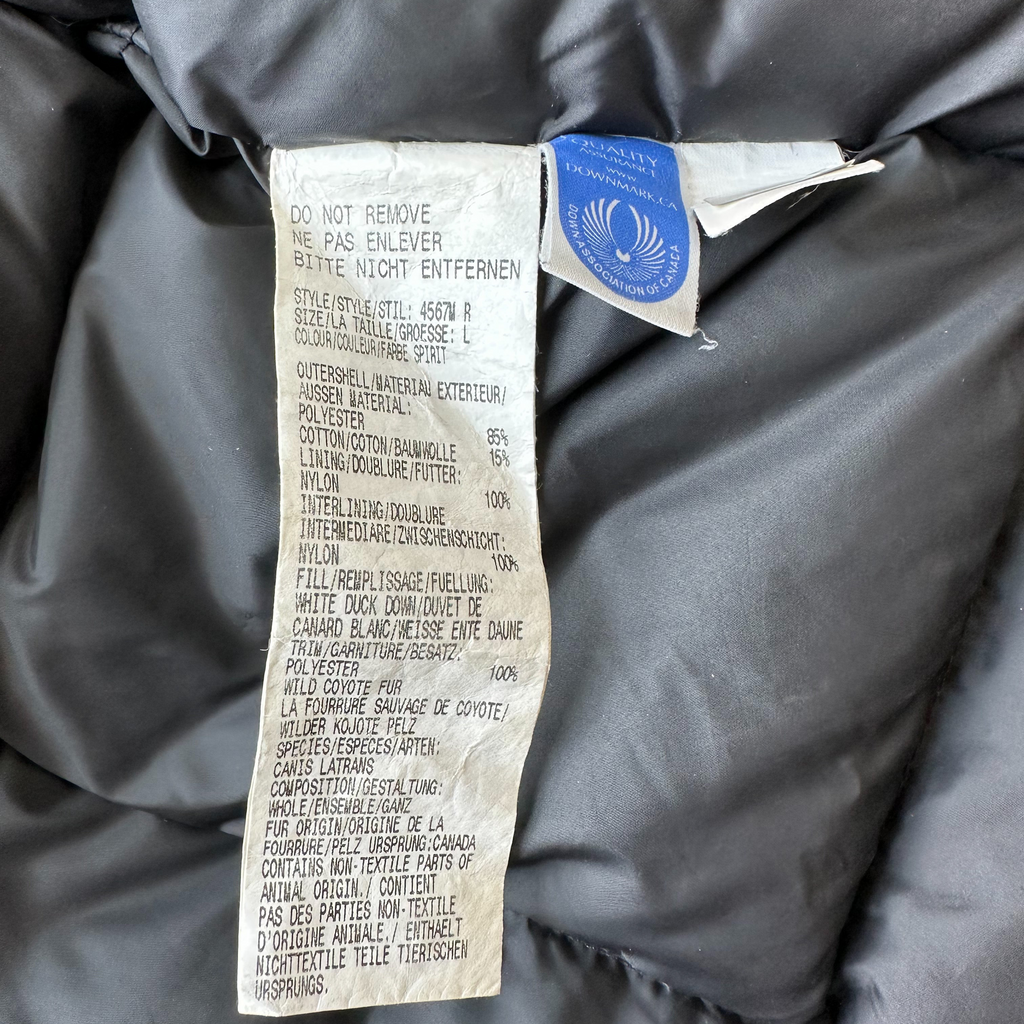 DO NOT REMOVE
NE PAS ENLEVER
BITTE NICHT ENTFERNEN
STYLE/STYLE/STIL: 4567M R
SIZE/LA TAILLE/GROESSE: L
COLOUR/COULEUR/FARBE SPIRIT
OUTERSHELL/MATERIAU EXTERIEUR/
AUSSEN MATERIAL:
POLYESTER 85%
COTTON/COTON/BAUMWOLLE 15%
LINING/DOUBLURE/FUTTER:
NYLON 100%
INTERLINING/DOUBLURE
INTERMEDIARE/ZWISCHENSCHICHT:
NYLON 100%
FILL/REMPLISSAGE/FUELLUNG:
WHITE DUCK DOWN/DUVET DE
CANARD BLANC/WEISSE ENTE DAUNE
TRIM/GARNITURE/BESATZ:
POLYESTER 100%
WILD COYOTE FUR
LA FOURRURE SAUVAGE DE COYOTE/
WILDER KOJOTE PELZ
SPECIES/ESPECES/ARTEN:
CANIS LATRANS
COMPOSITION/GESTALTUNG:
WHOLE/ENSEMBLE/GANZ
FUR ORIGIN/ORIGINE DE LA
FOURRURE/PELZ URSPRUNG:CANADA
CONTAINS NON-TEXTILE PARTS OF
ANIMAL ORIGIN./ CONTIENT
PAS DES PARTIES NON-TEXTILE
D'ORIGINE ANIMALE./ ENTHAELT
NICHTTEXTILE TEILE TIERISCHEN
URSPRUNGS.
QUALITY
ASSURANCE
www
DOWNMARK.CA
DOWN ASSOCIATION OF CANADA